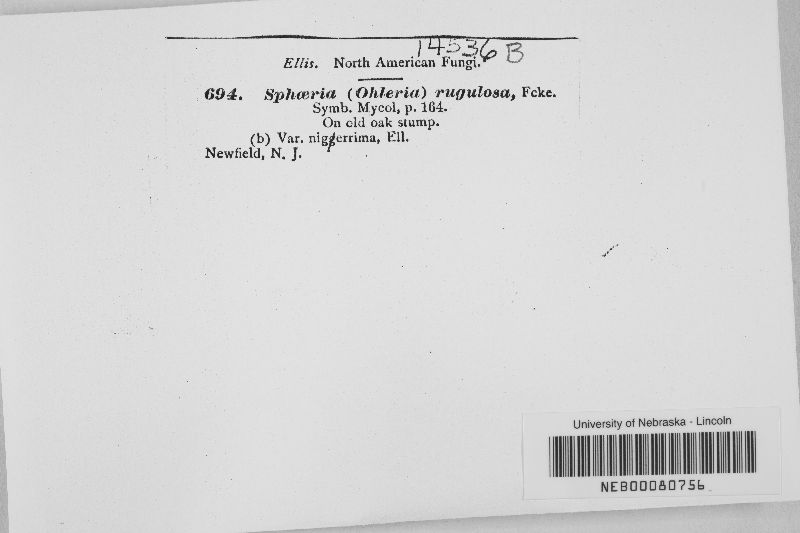 14536 B
Ellis. North American Fungi.
694. Sphæria (Ohleria) rugulosa, Fcke.
Symb. Mycol, p. 164.
On old oak stump.
(b) Var. niggerrima, Ell.
Newfield, N. J.
University of Nebraska - Lincoln
NEB00080756